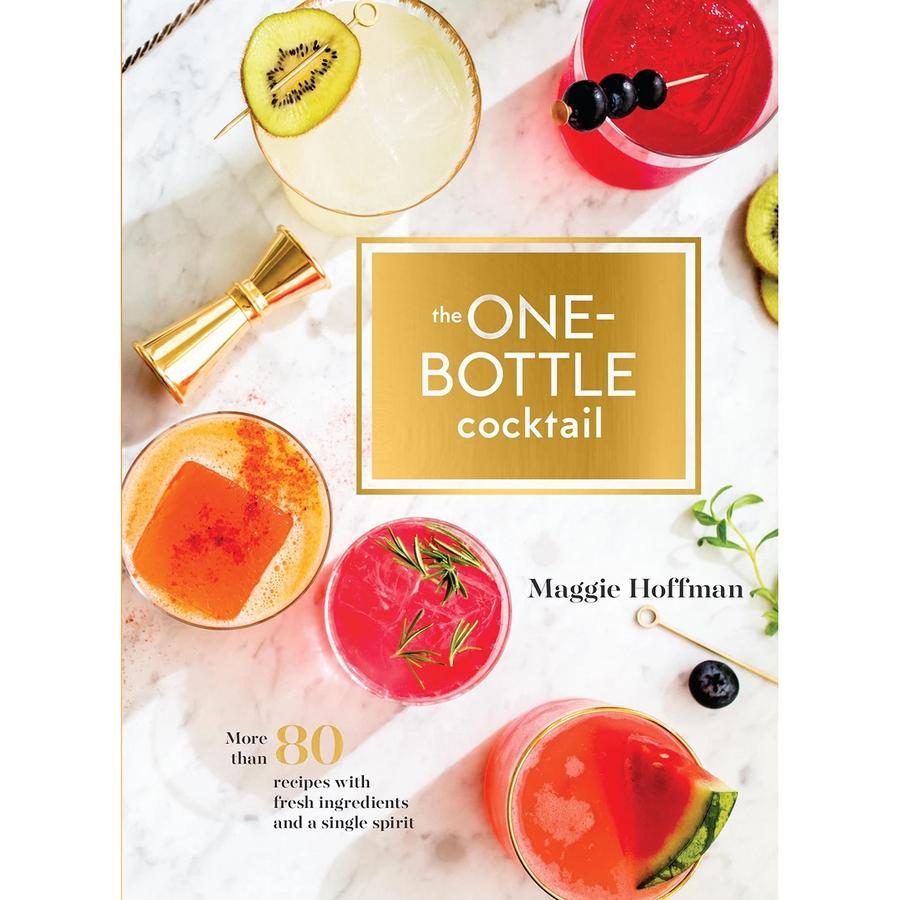 the ONE-
BOTTLE
cocktail
Maggie Hoffman
More
than 80
recipes with
fresh ingredients
and a single spirit